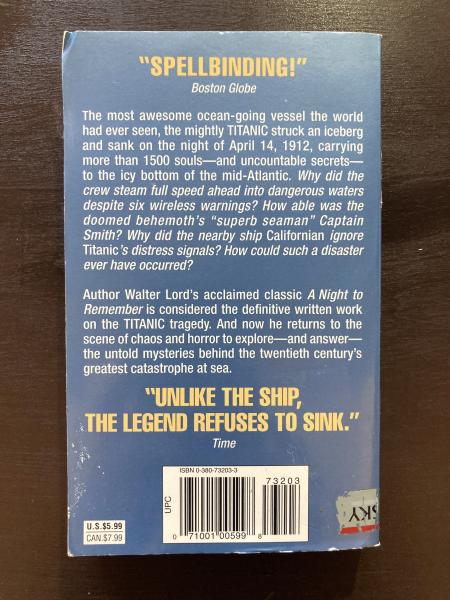 "SPELLBINDING!"
Boston Globe
The most awesome ocean-going vessel the world
had ever seen, the mightly TITANIC struck an iceberg
and sank on the night of April 14, 1912, carrying
more than 1500 souls—and uncountable secrets—
to the icy bottom of the mid-Atlantic. Why did the
crew steam full speed ahead into dangerous waters
despite six wireless warnings? How able was the
doomed behemoth's "superb seaman" Captain
Smith? Why did the nearby ship Californian ignore
Titanic's distress signals? How could such a disaster
ever have occurred?
Author Walter Lord's acclaimed classic A Night to
Remember is considered the definitive written work
on the TITANIC tragedy. And now he returns to the
scene of chaos and horror to explore—and answer—
the untold mysteries behind the twentieth century's
greatest catastrophe at sea.
"UNLIKE THE SHIP,
THE LEGEND REFUSES TO SINK."
Time
ISBN 0-380-73203-3
73203
UPC
U.S.$5.99
CAN.$7.99
0 71001 00599 8
SKY